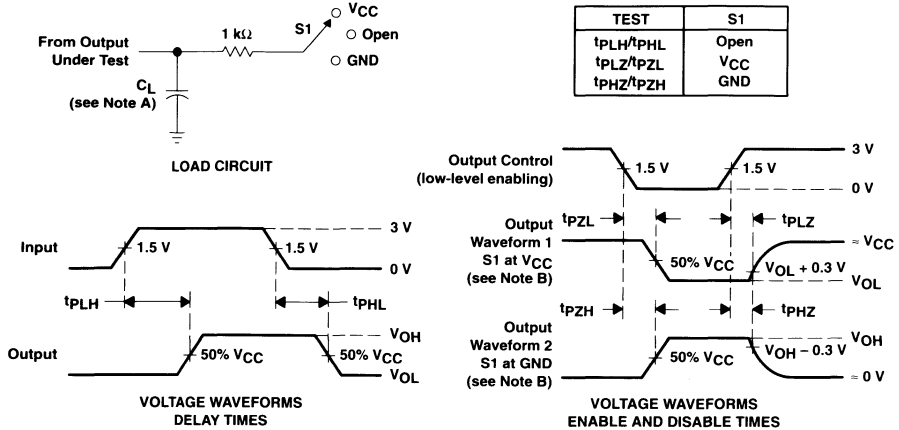 VCC
1 kΩ
S1
Open
From Output
Under Test
GND
CL
(see Note A)
LOAD CIRCUIT
TEST S1
tPLH/tPHL Open
tPLZ/tPZL VCC
tPHZ/tPZH GND
Input
3 V
1.5 V
1.5 V
0 V
tPLH
tPHL
Output
VOH
50% VCC
50% VCC
VOL
VOLTAGE WAVEFORMS
DELAY TIMES
Output Control
(low-level enabling)
3 V
1.5 V
1.5 V
0 V
tPZL
tPLZ
Output
Waveform 1
S1 at VCC
(see Note B)
≈ VCC
50% VCC
VOL + 0.3 V
VOL
tPZH
tPHZ
Output
Waveform 2
S1 at GND
(see Note B)
VOH
50% VCC
VOH – 0.3 V
≈ 0 V
VOLTAGE WAVEFORMS
ENABLE AND DISABLE TIMES